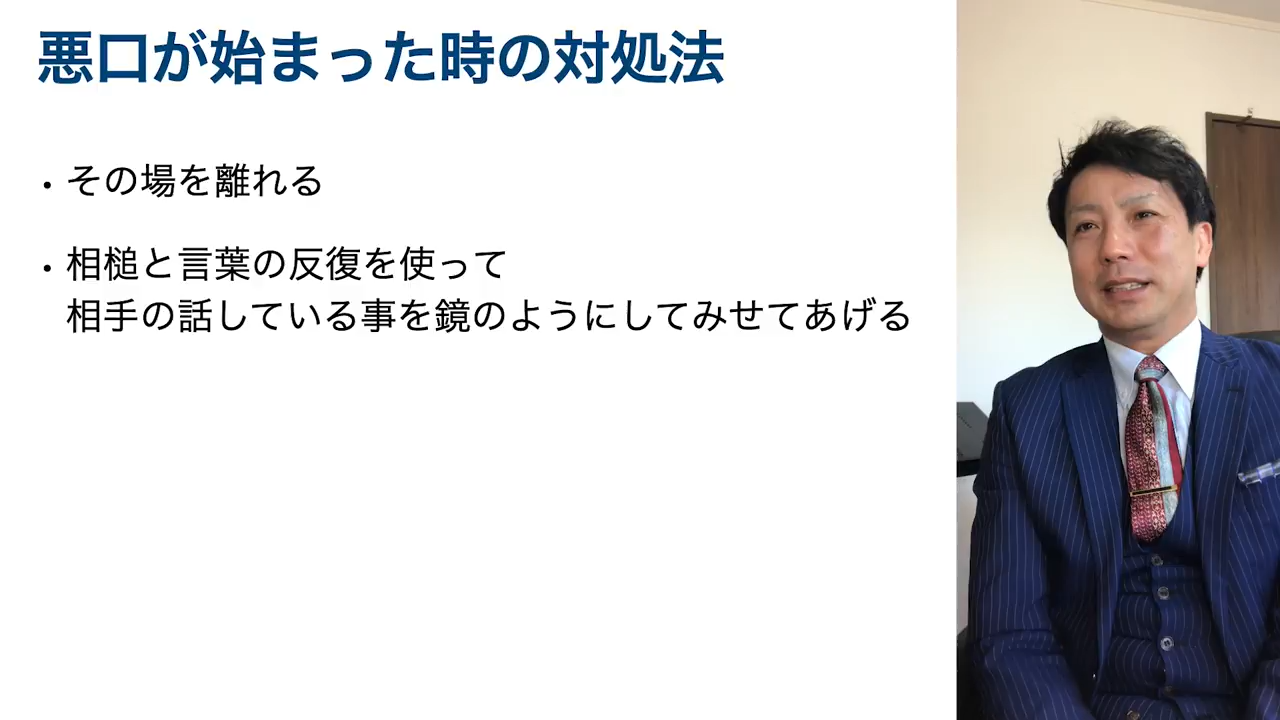 悪口が始まった時の対処法
・その場を離れる
・相槌と言葉の反復を使って
相手の話している事を鏡のようにしてみせてあげる